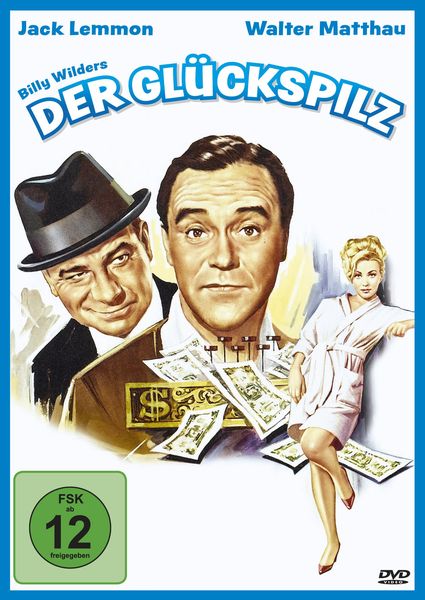 Jack Lemmon Walter Matthau
Billy Wilders
DER GLÜCKSPILZ
$
FSK
ab
12
freigegeben
DVD
VIDEO